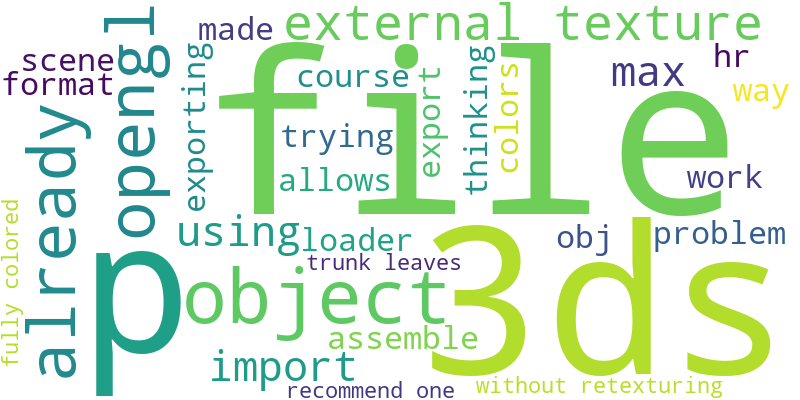 made
external texture
scene
format
already
opengl
exporting
file
course
trying
allows
export
thinking
colors
max
hr
way
work
p
using
loader
obj
problem
trunk leaves
3ds
object
assemble
import
fully colored
recommend one
without retexturing